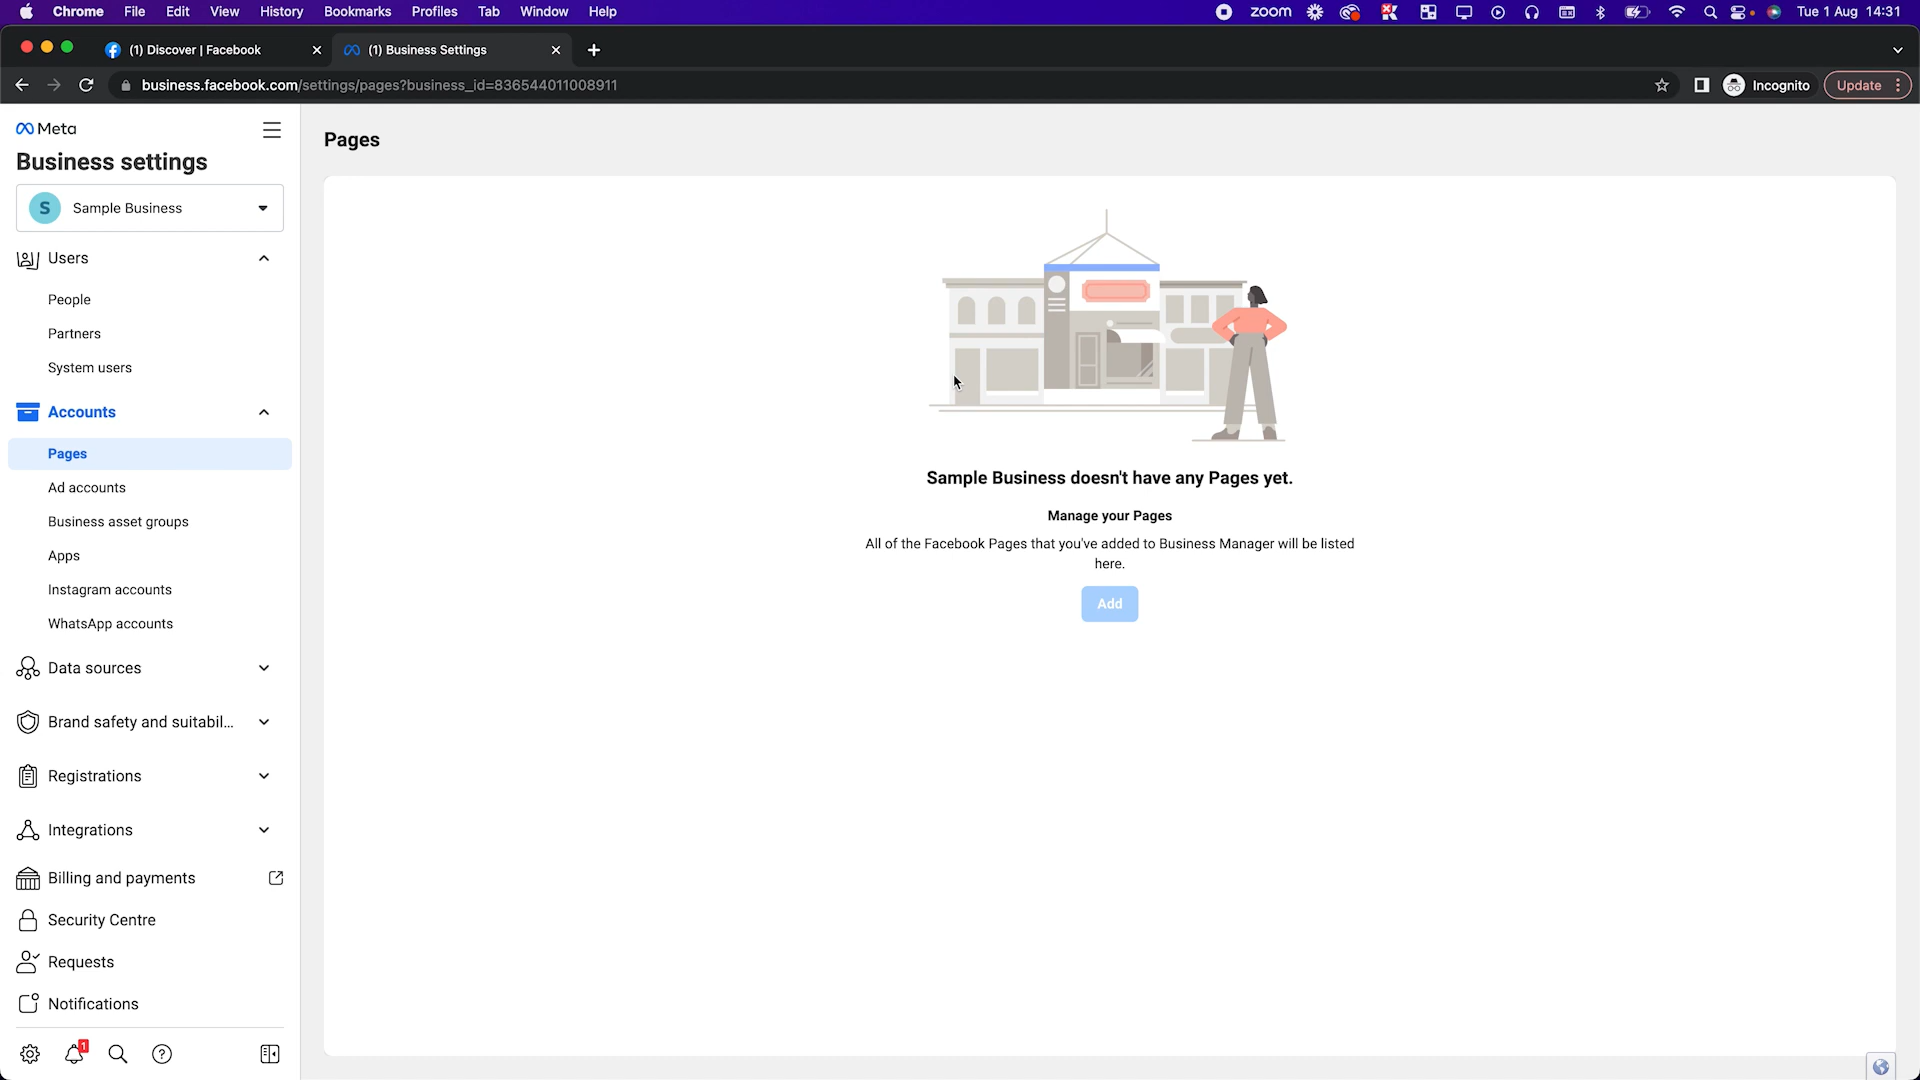 Chrome File Edit View History Bookmarks Profiles Tab Window Help zoom Tue 1 Aug 14:31
(1) Discover | Facebook (1) Business Settings
business.facebook.com/settings/pages?business_id=836544011008911 Incognito Update
Meta
Business settings
S Sample Business
Users
People
Partners
System users
Accounts
Pages
Ad accounts
Business asset groups
Apps
Instagram accounts
WhatsApp accounts
Data sources
Brand safety and suitabil...
Registrations
Integrations
Billing and payments
Security Centre
Requests
Notifications
1
Pages
Sample Business doesn't have any Pages yet.
Manage your Pages
All of the Facebook Pages that you've added to Business Manager will be listed
here.
Add